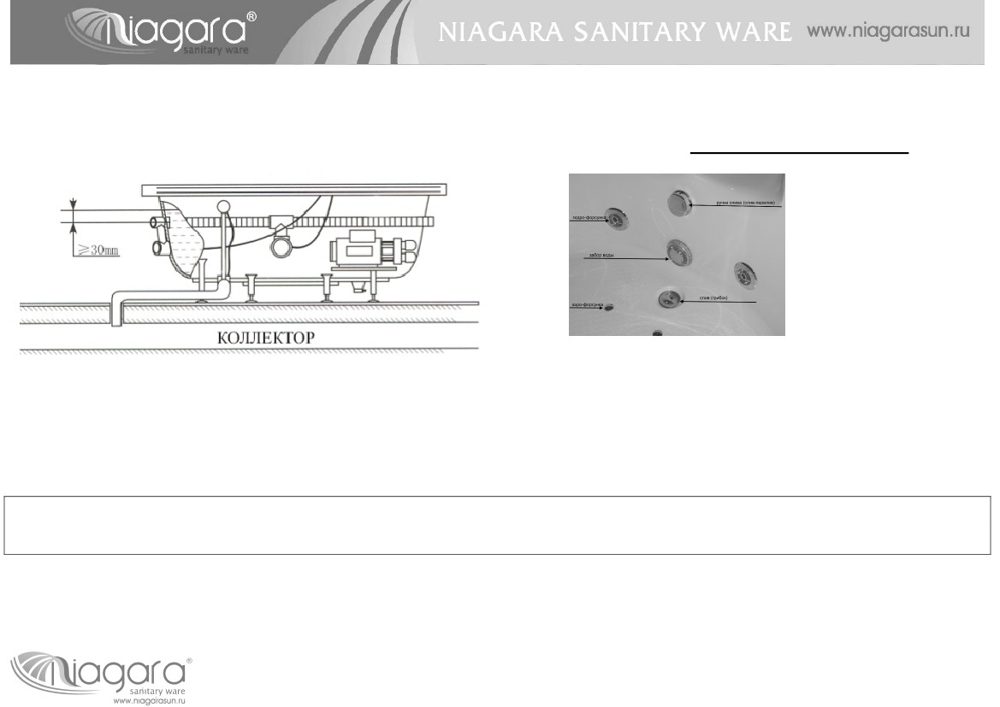 Niagara®
sanitary ware
NIAGARA SANITARY WARE
www.niagarasun.ru
≥30mm
КОЛЛЕКТОР
ручка слива (слив-перелив)
гидро-форсунка
забор воды
слив (грибок)
аэро-форсунка
Niagara®
sanitary ware
www.niagarasun.ru